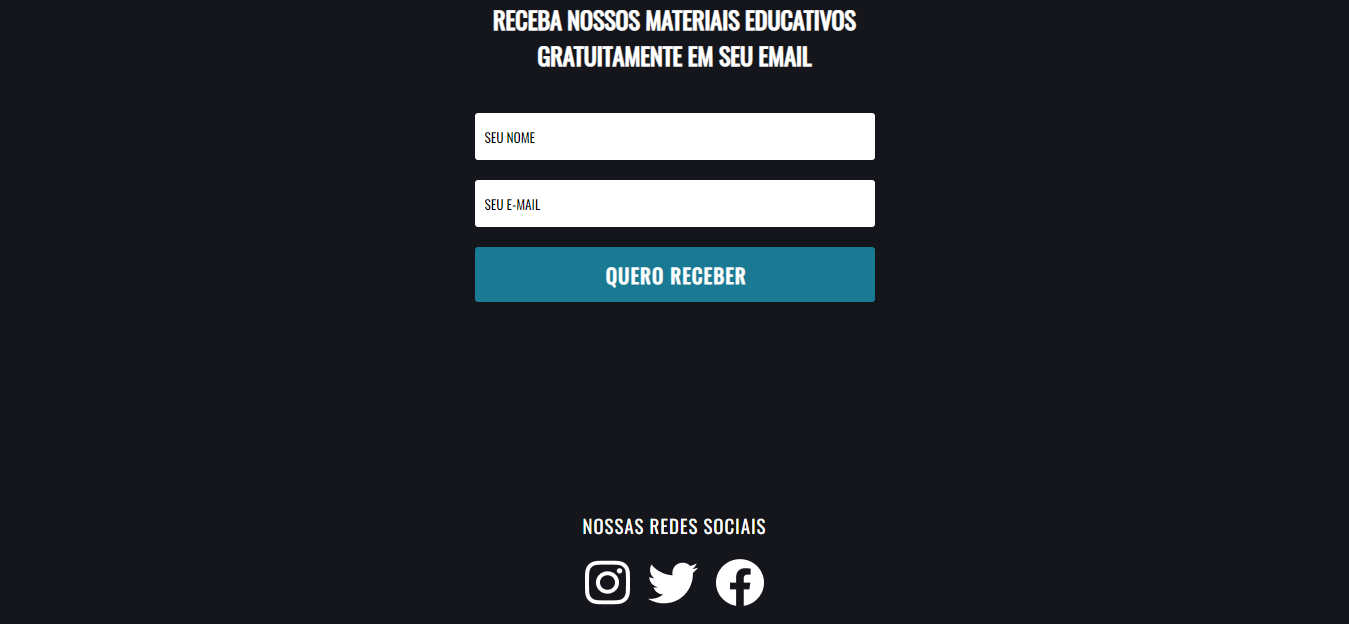 RECEBA NOSSOS MATERIAIS EDUCATIVOS
GRATUITAMENTE EM SEU EMAIL
SEU NOME
SEU E-MAIL
QUERO RECEBER
NOSSAS REDES SOCIAIS